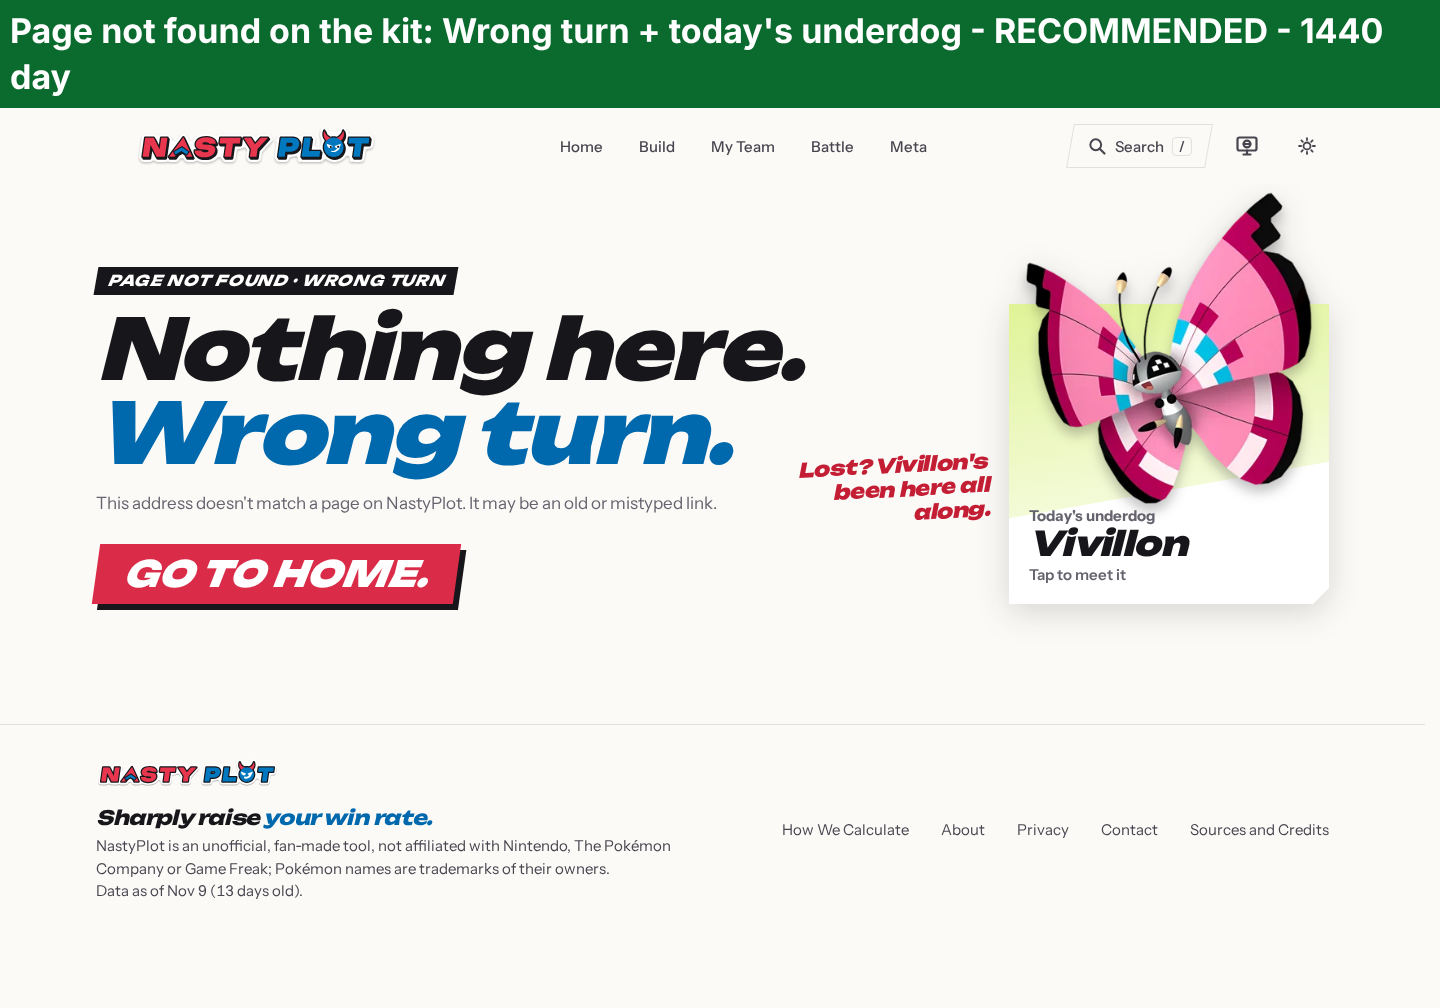 Page not found on the kit: Wrong turn + today's underdog - RECOMMENDED - 1440
day
NASTY PLOT
Home
Build
My Team
Battle
Meta
Search
/
PAGE NOT FOUND · WRONG TURN
Nothing here.
Wrong turn.
This address doesn't match a page on NastyPlot. It may be an old or mistyped link.
GO TO HOME.
Lost? Vivillon's
been here all
along.
Today's underdog
Vivillon
Tap to meet it
NASTY PLOT
Sharply raise your win rate.
NastyPlot is an unofficial, fan-made tool, not affiliated with Nintendo, The Pokémon
Company or Game Freak; Pokémon names are trademarks of their owners.
Data as of Nov 9 (13 days old).
How We Calculate
About
Privacy
Contact
Sources and Credits